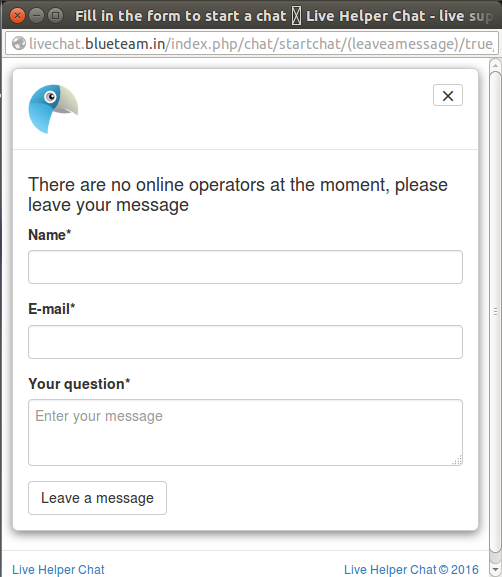 Fill in the form to start a chat Live Helper Chat - live sup
livechat.blueteam.in/index.php/chat/startchat/(leaveamessage)/true
×
There are no online operators at the moment, please
leave your message
Name*
E-mail*
Your question*
Enter your message
Leave a message
Live Helper Chat Live Helper Chat © 2016